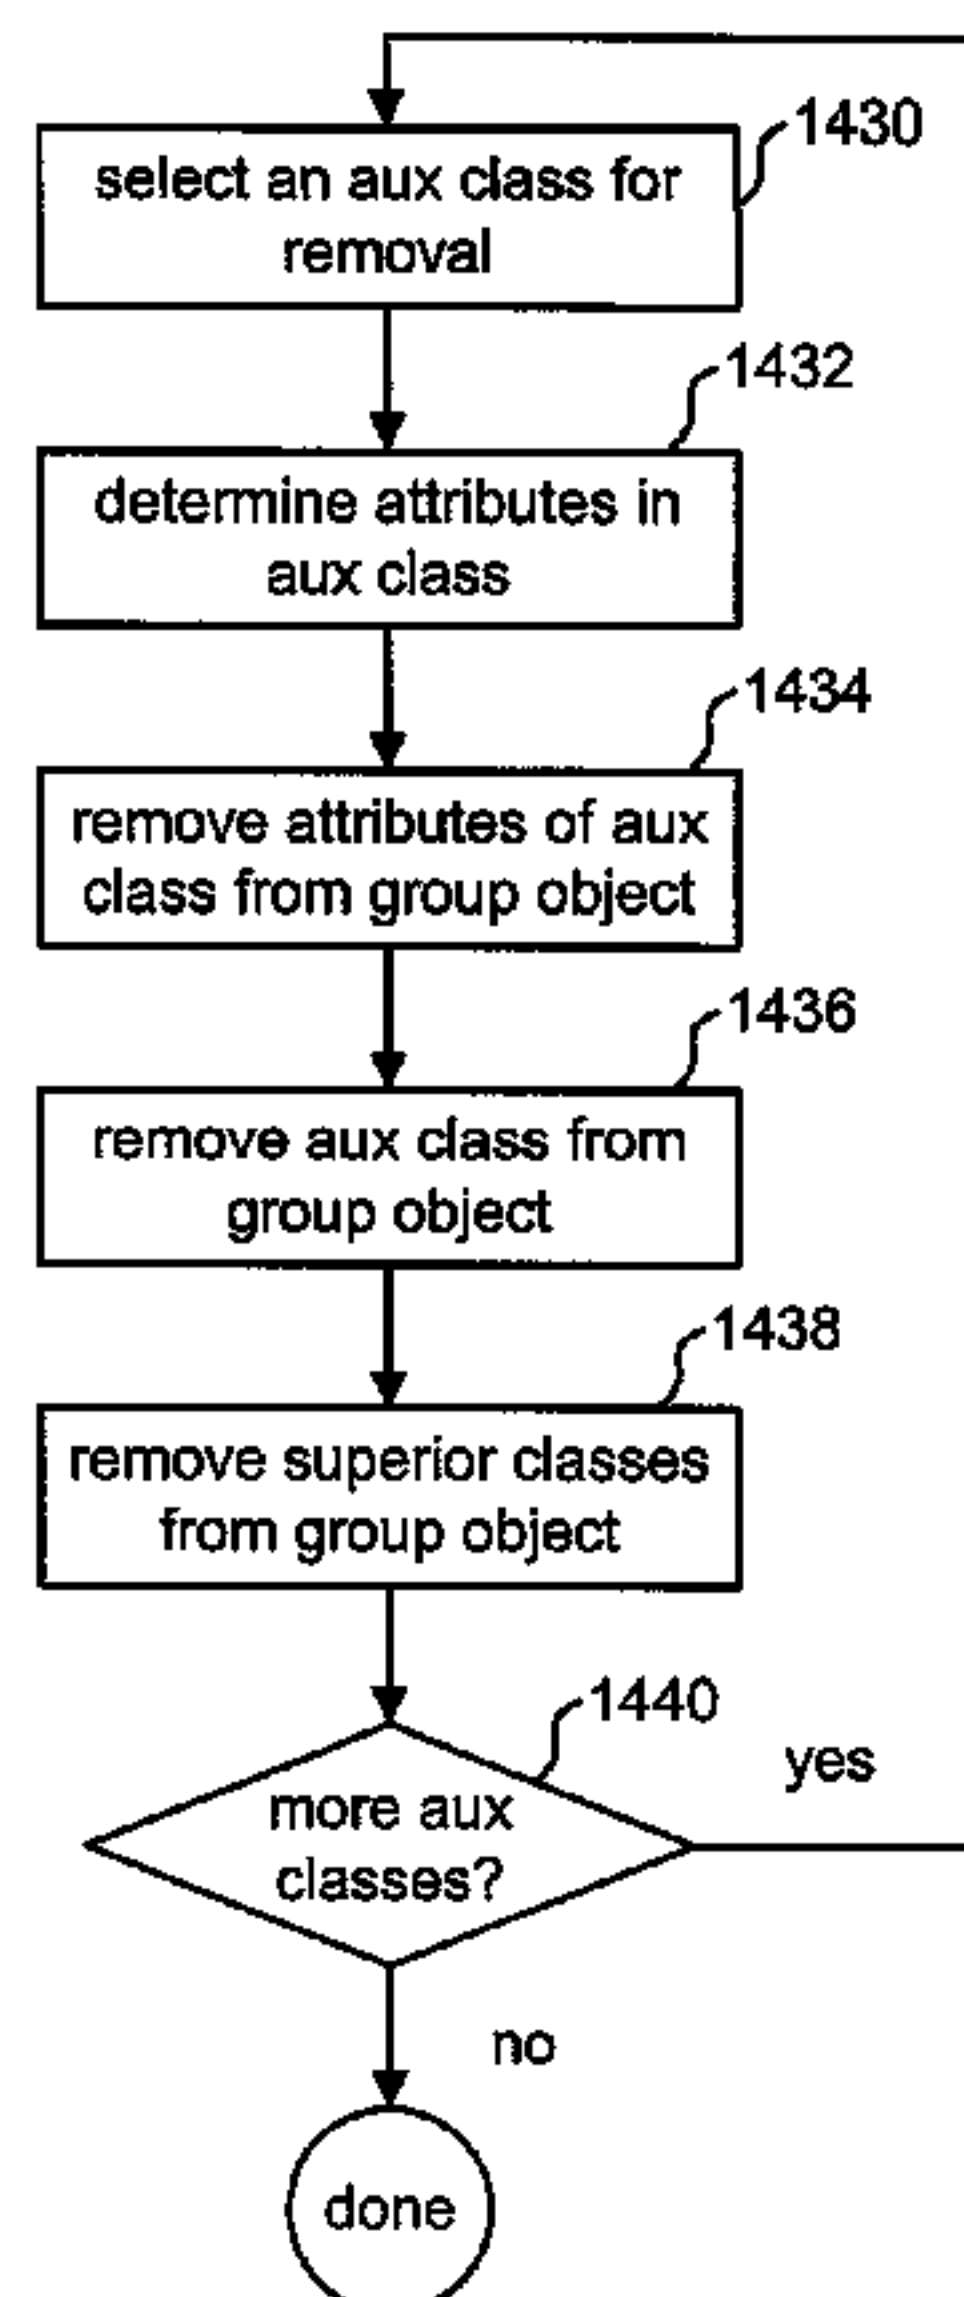 1430
select an aux class for
removal
1432
determine attributes in
aux class
1434
remove attributes of aux
class from group object
1436
remove aux class from
group object
1438
remove superior classes
from group object
1440
more aux
classes?
yes
no
done